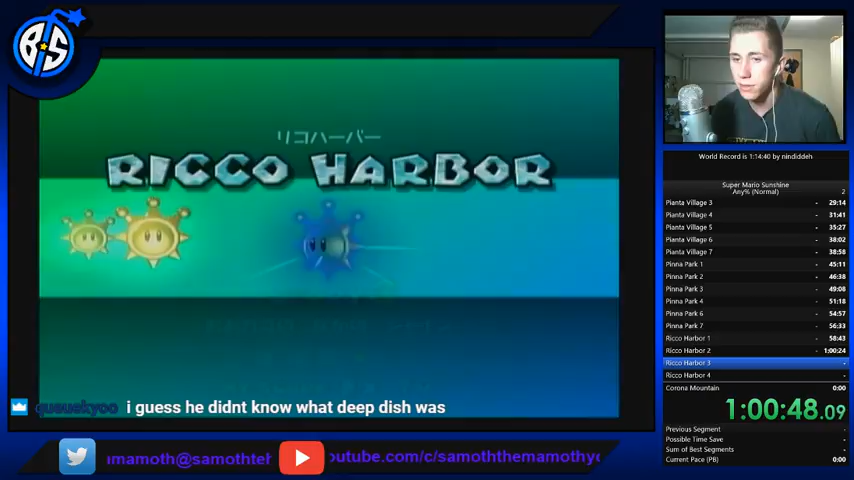 BS
World Record is 1:14:40 by nindiddeh
Super Mario Sunshine
Any% (Normal) 2
Pianta Village 3 - 29:14
Pianta Village 4 - 31:41
Pianta Village 5 - 35:27
Pianta Village 6 - 38:02
Pianta Village 7 - 38:58
Pinna Park 1 - 45:11
Pinna Park 2 - 46:38
Pinna Park 3 - 49:08
Pinna Park 4 - 51:18
Pinna Park 6 - 54:57
Pinna Park 7 - 56:33
Ricco Harbor 1 - 58:43
Ricco Harbor 2 - 1:00:24
Ricco Harbor 3 -
Ricco Harbor 4 -
Corona Mountain 0:00
1:00:48.09
Previous Segment -
Possible Time Save -
Sum of Best Segments -
Current Pace (PB) 0:00
リコハーバー
RICCO HARBOR
queuekyoo i guess he didnt know what deep dish was
mamoth@samothteh
outube.com/c/samoththemamothyo